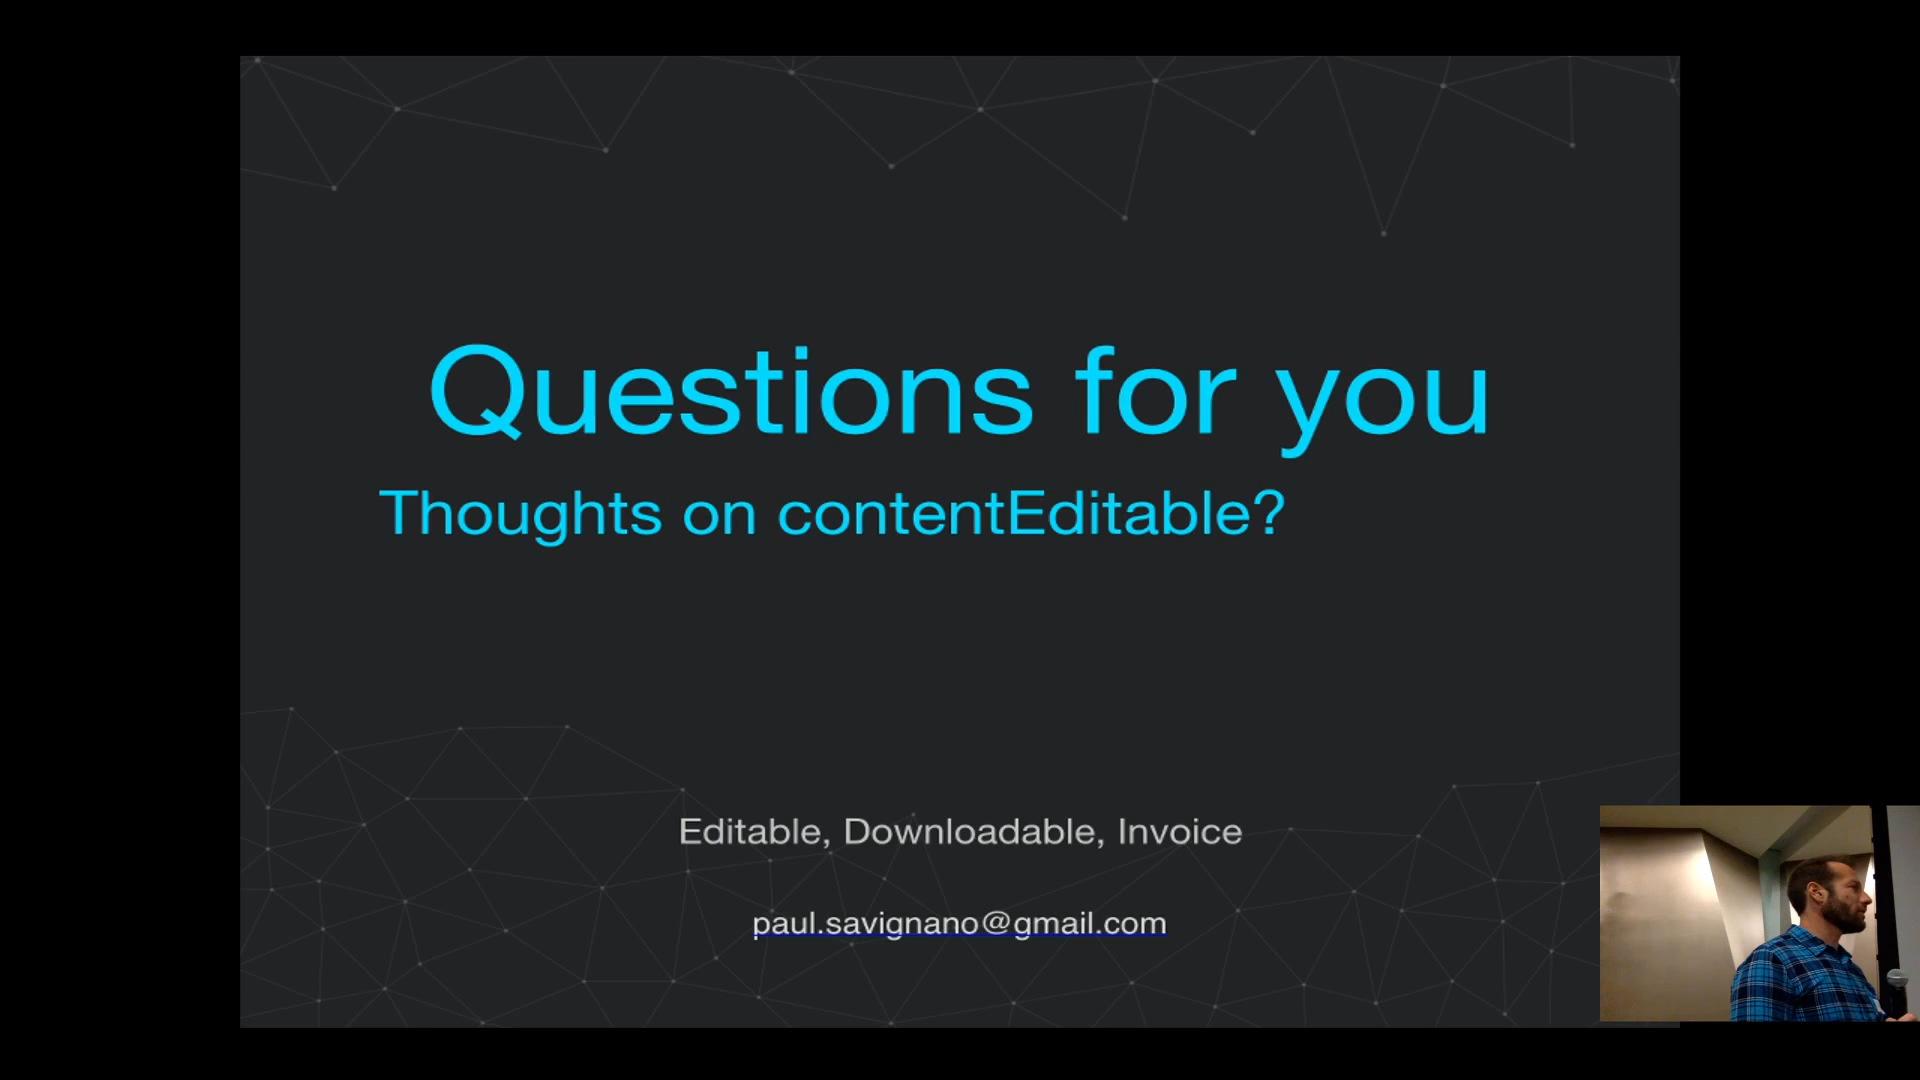 Questions for you
Thoughts on contentEditable?
Editable, Downloadable, Invoice
paul.savignano@gmail.com